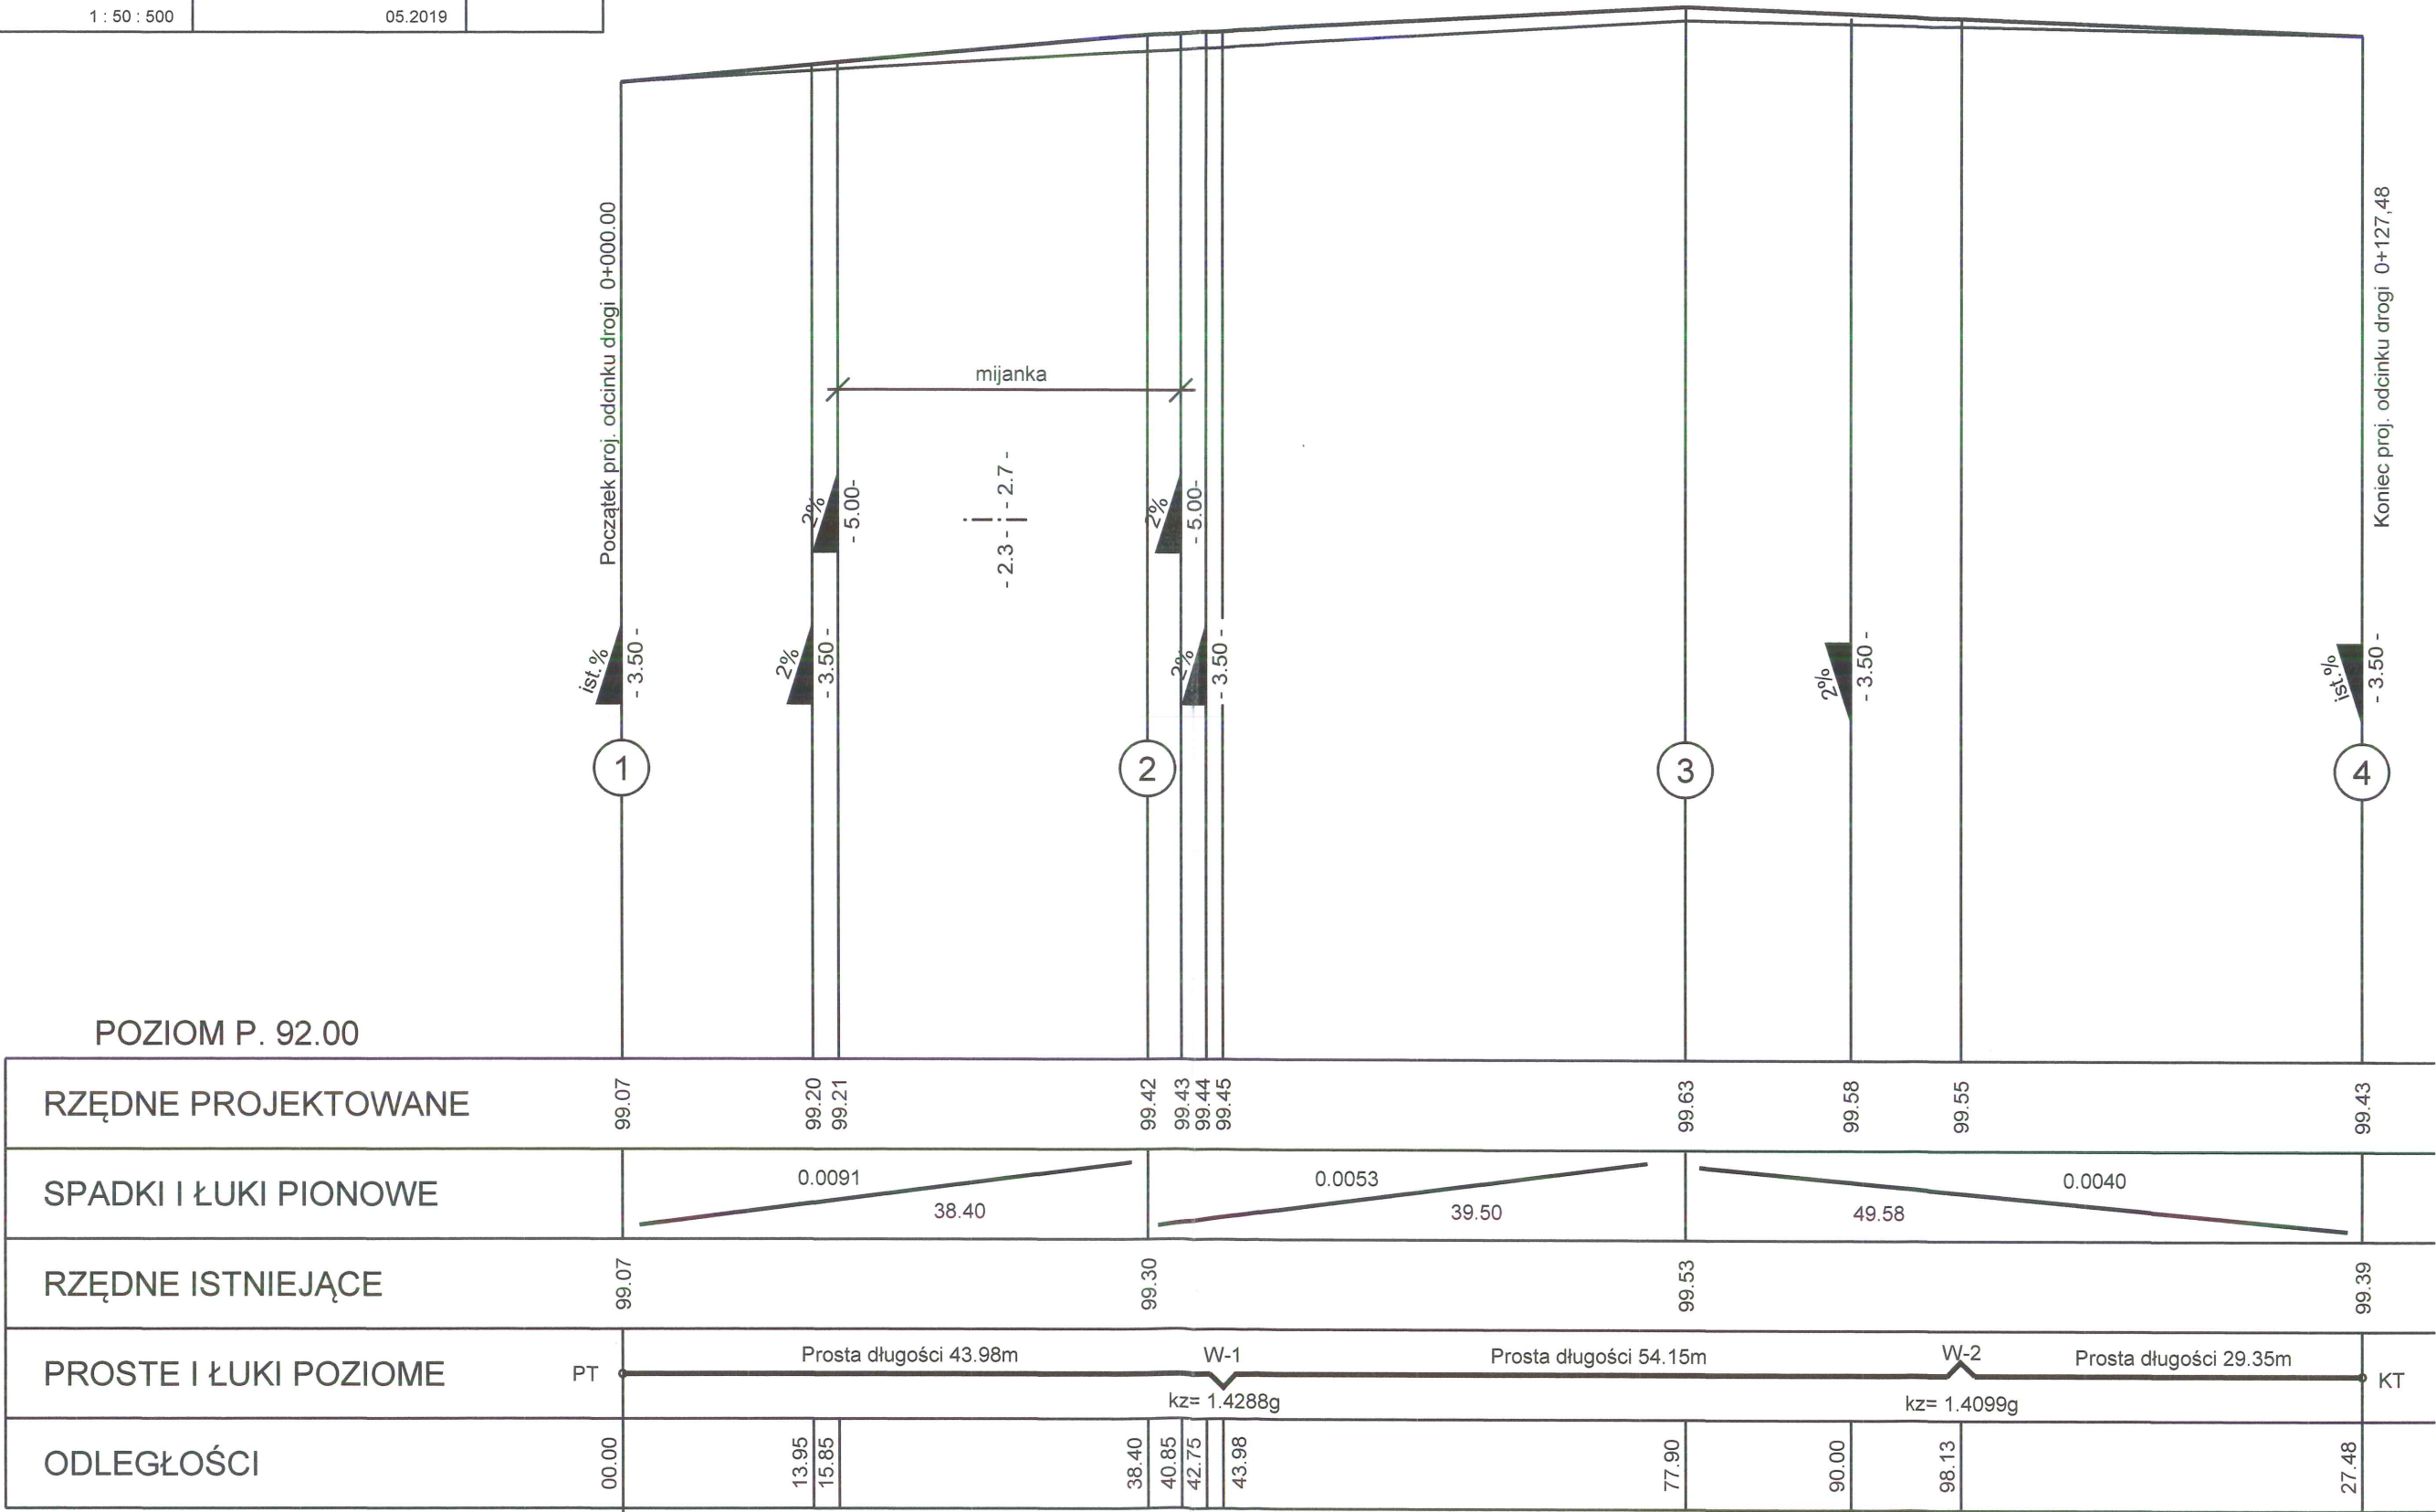 1 : 50 : 500
05.2019
Początek proj. odcinku drogi 0+000.00
Koniec proj. odcinku drogi 0+127,48
mijanka
2%
- 5.00-
- 2.3 - - 2.7 -
2%
- 5.00-
ist.%
- 3.50 -
2%
- 3.50 -
2%
- 3.50 -
2%
- 3.50 -
ist.%
- 3.50 -
1
2
3
4
POZIOM P. 92.00
RZĘDNE PROJEKTOWANE
99.07
99.20
99.21
99.42
99.43
99.44
99.45
99.63
99.58
99.55
99.43
SPADKI I ŁUKI PIONOWE
0.0091
38.40
0.0053
39.50
0.0040
49.58
RZĘDNE ISTNIEJĄCE
99.07
99.30
99.53
99.39
PROSTE I ŁUKI POZIOME
PT
Prosta długości 43.98m
W-1
kz= 1.4288g
Prosta długości 54.15m
W-2
kz= 1.4099g
Prosta długości 29.35m
KT
ODLEGŁOŚCI
00.00
13.95
15.85
38.40
40.85
42.75
43.98
77.90
90.00
98.13
27.48